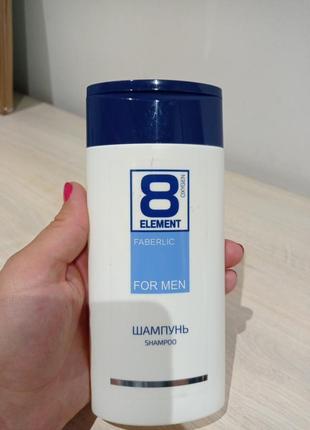 8
OXYGEN
ELEMENT
FABERLIC
FOR MEN
ШАМПУНЬ
SHAMPOO